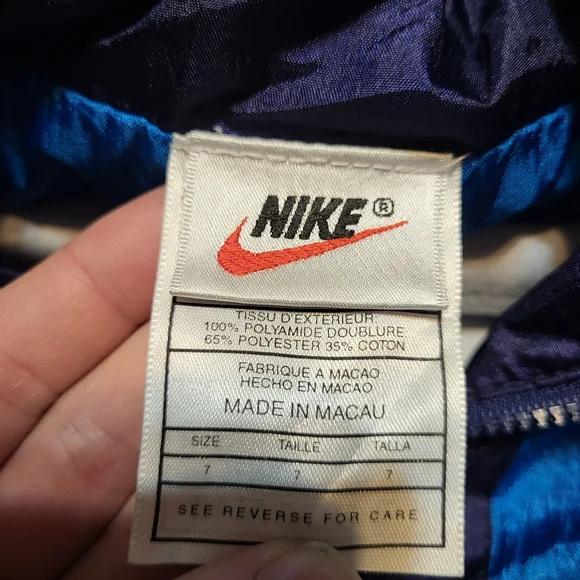 NIKE ®
TISSU D'EXTERIEUR:
100% POLYAMIDE DOUBLURE
65% POLYESTER 35% COTON
FABRIQUE A MACAO
HECHO EN MACAO
MADE IN MACAU
SIZE TAILLE TALLA
7 7 7
SEE REVERSE FOR CARE